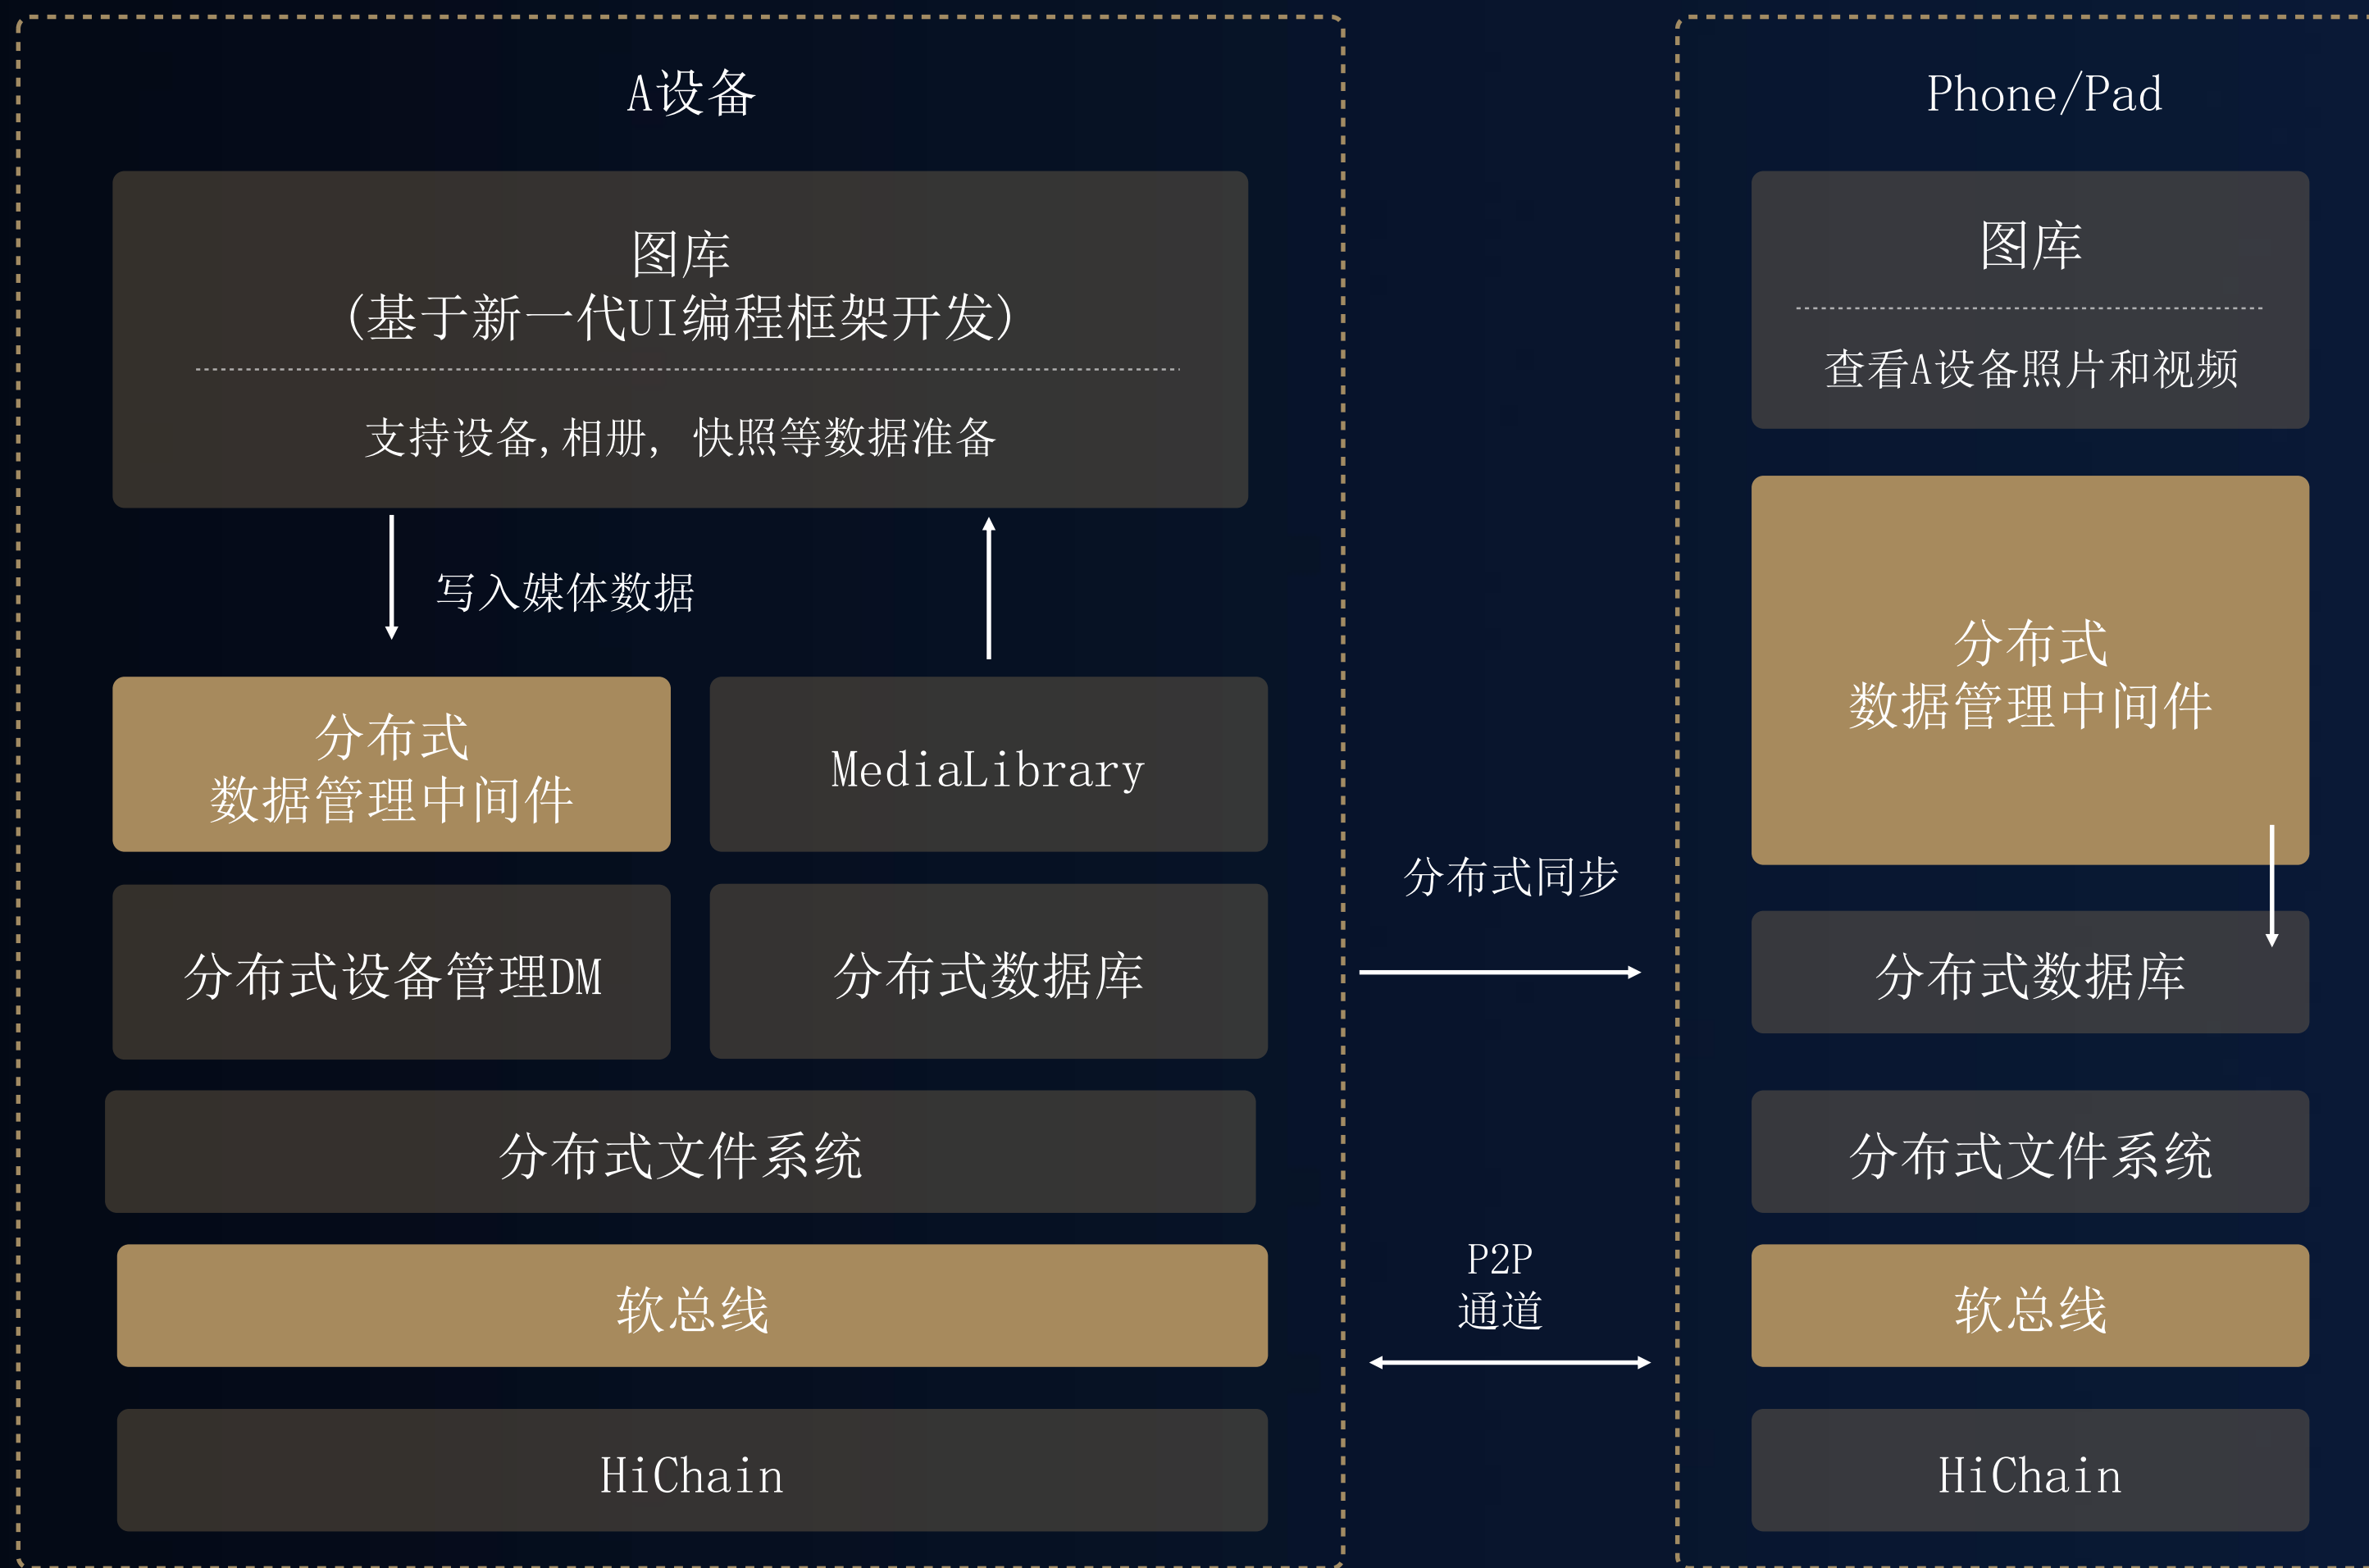 A设备
图库
(基于新一代UI编程框架开发)
支持设备,相册, 快照等数据准备
写入媒体数据
分布式
数据管理中间件
MediaLibrary
分布式设备管理DM
分布式数据库
分布式文件系统
软总线
HiChain
分布式同步
P2P
通道
Phone/Pad
图库
查看A设备照片和视频
分布式
数据管理中间件
分布式数据库
分布式文件系统
软总线
HiChain